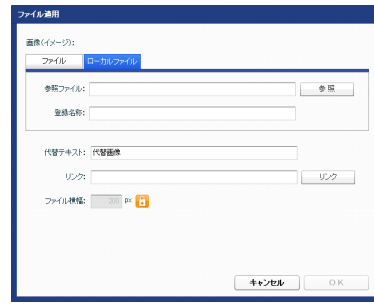 ファイル適用
画像(イメージ):
ファイル ローカルファイル
参照ファイル: 参照
登録名称:
代替テキスト: 代替画像
リンク: リンク
ファイル横幅: 200 px
キャンセル OK